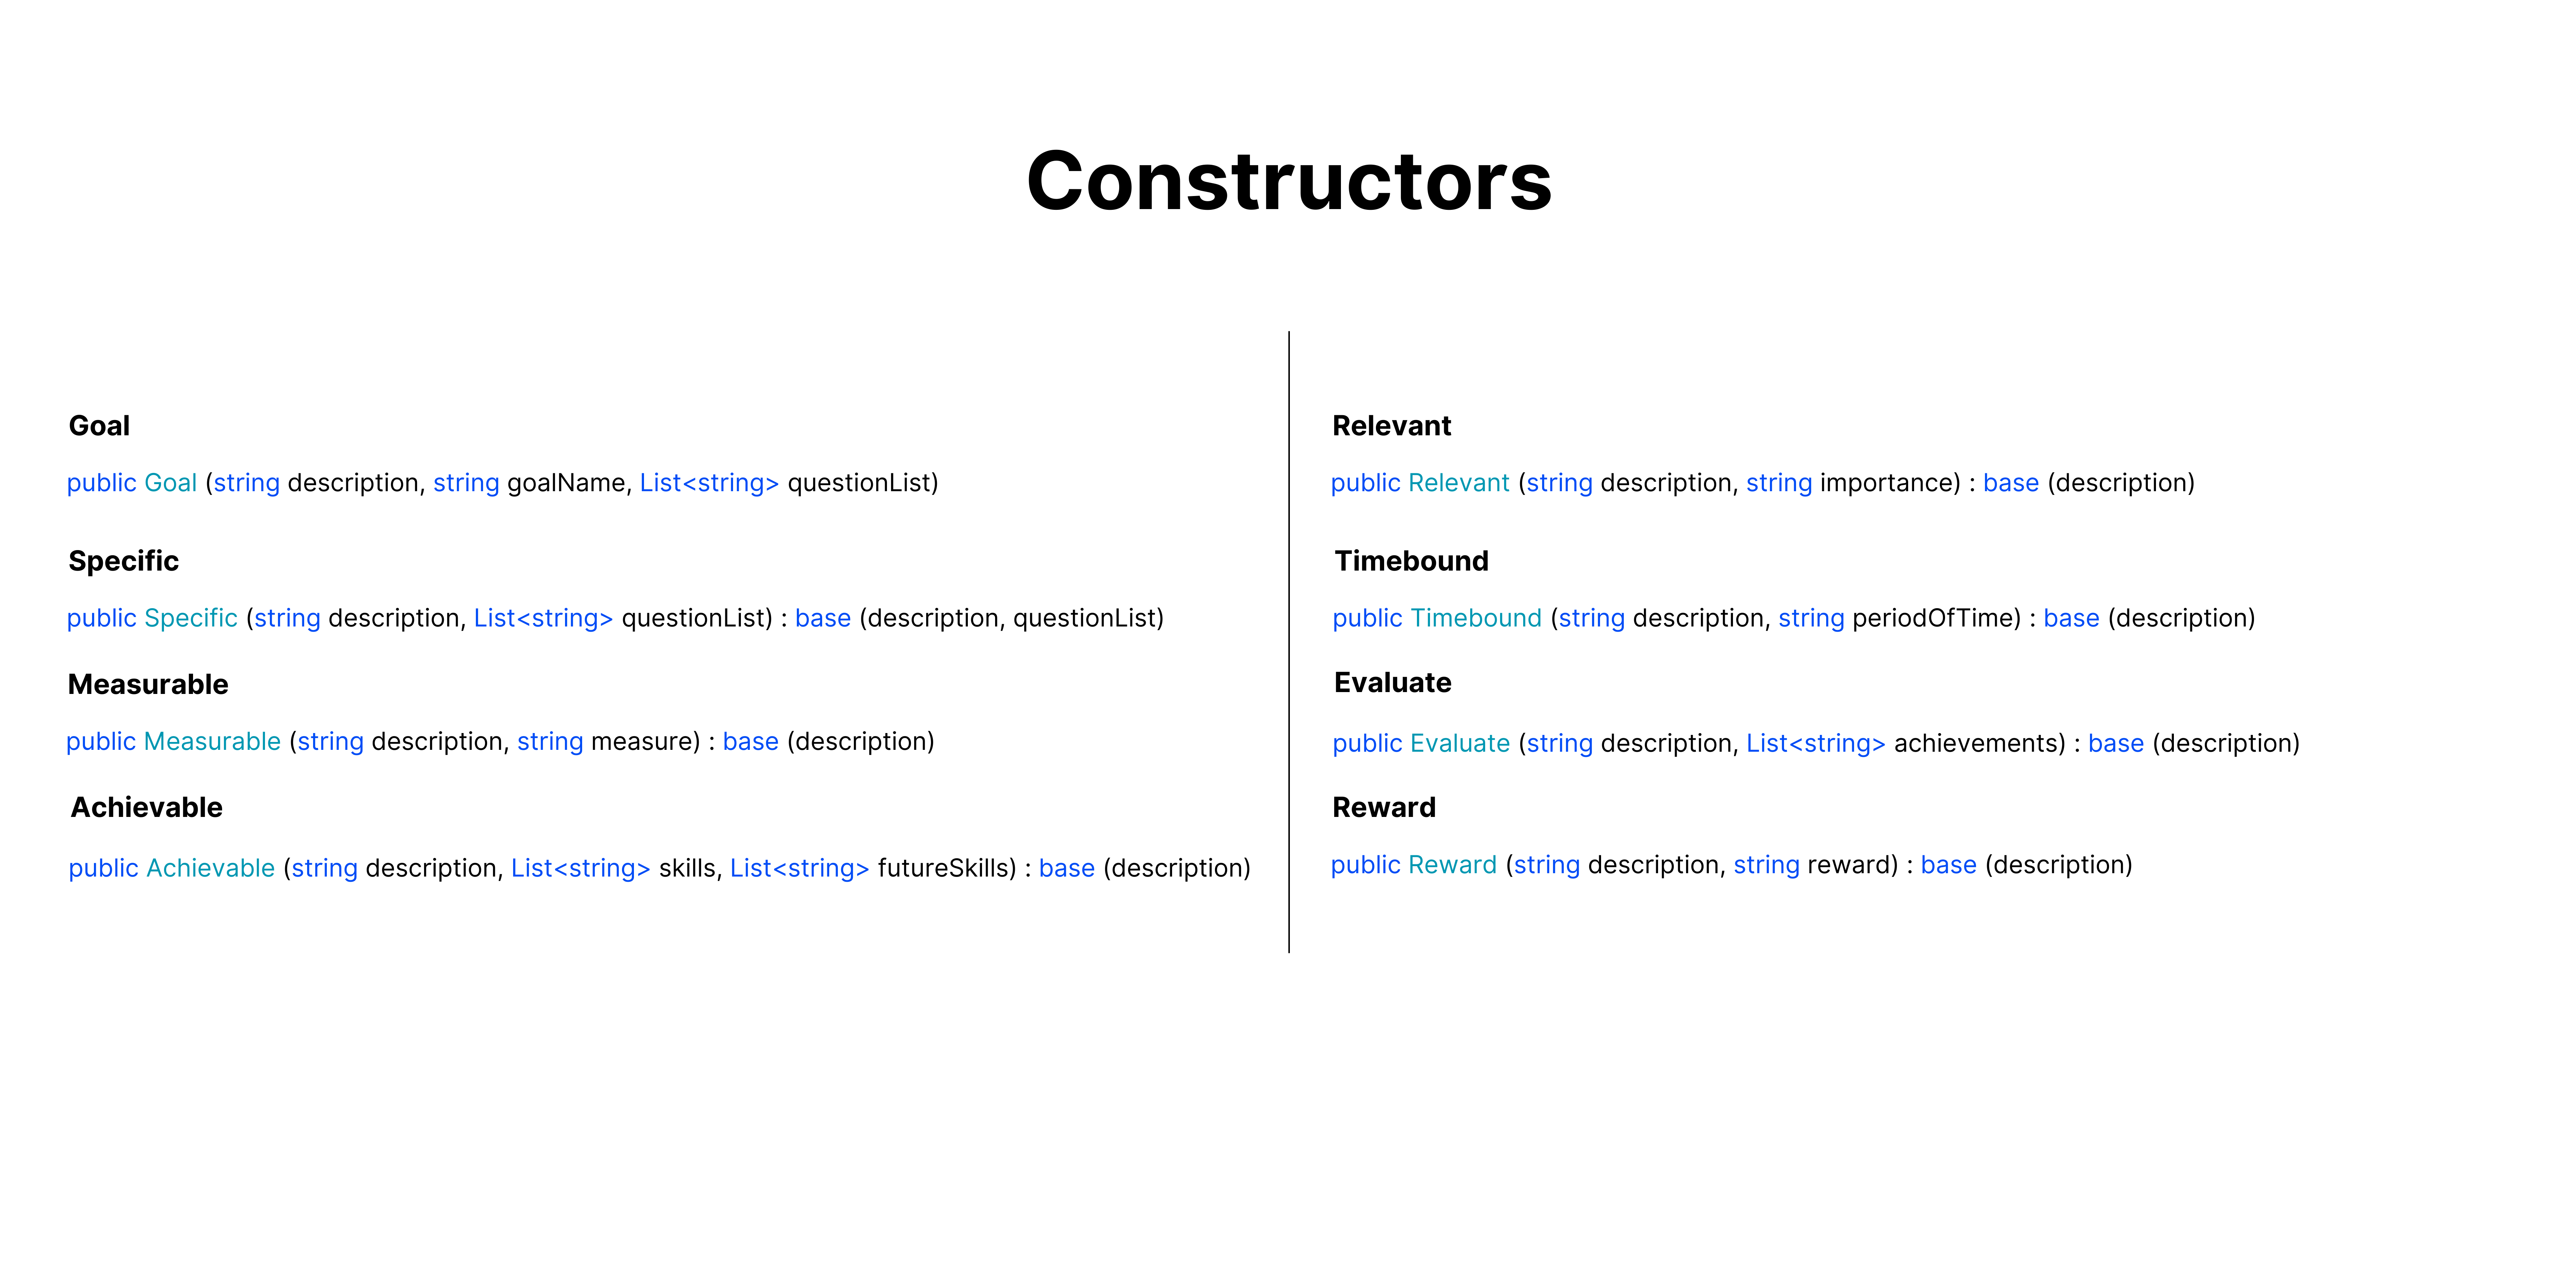 Constructors
Goal
public Goal (string description, string goalName, List<string> questionList)
Specific
public Specific (string description, List<string> questionList) : base (description, questionList)
Measurable
public Measurable (string description, string measure) : base (description)
Achievable
public Achievable (string description, List<string> skills, List<string> futureSkills) : base (description)
Relevant
public Relevant (string description, string importance) : base (description)
Timebound
public Timebound (string description, string periodOfTime) : base (description)
Evaluate
public Evaluate (string description, List<string> achievements) : base (description)
Reward
public Reward (string description, string reward) : base (description)